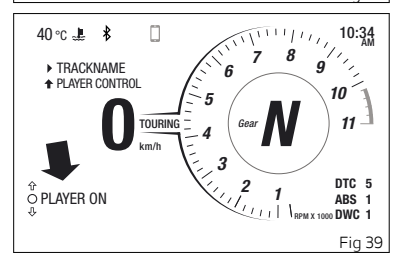 40 °C
10:34
AM
TRACKNAME
PLAYER CONTROL
0
TOURING
km/h
Gear
N
1
2
3
4
5
6
7
8
9
10
11
RPM X 1000
DTC 5
ABS 1
DWC 1
PLAYER ON
Fig 39